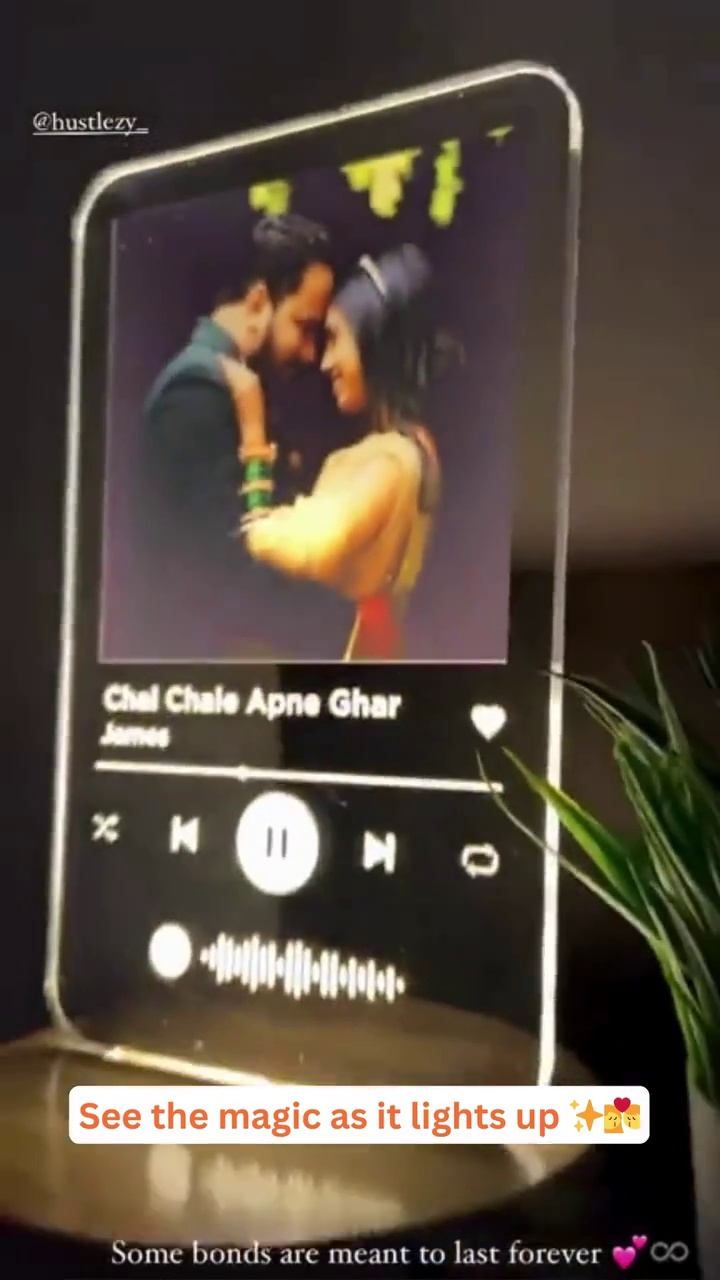 @hustlezy_
Chal Chale Apne Ghar
James
See the magic as it lights up ✨💏
Some bonds are meant to last forever 💕♾